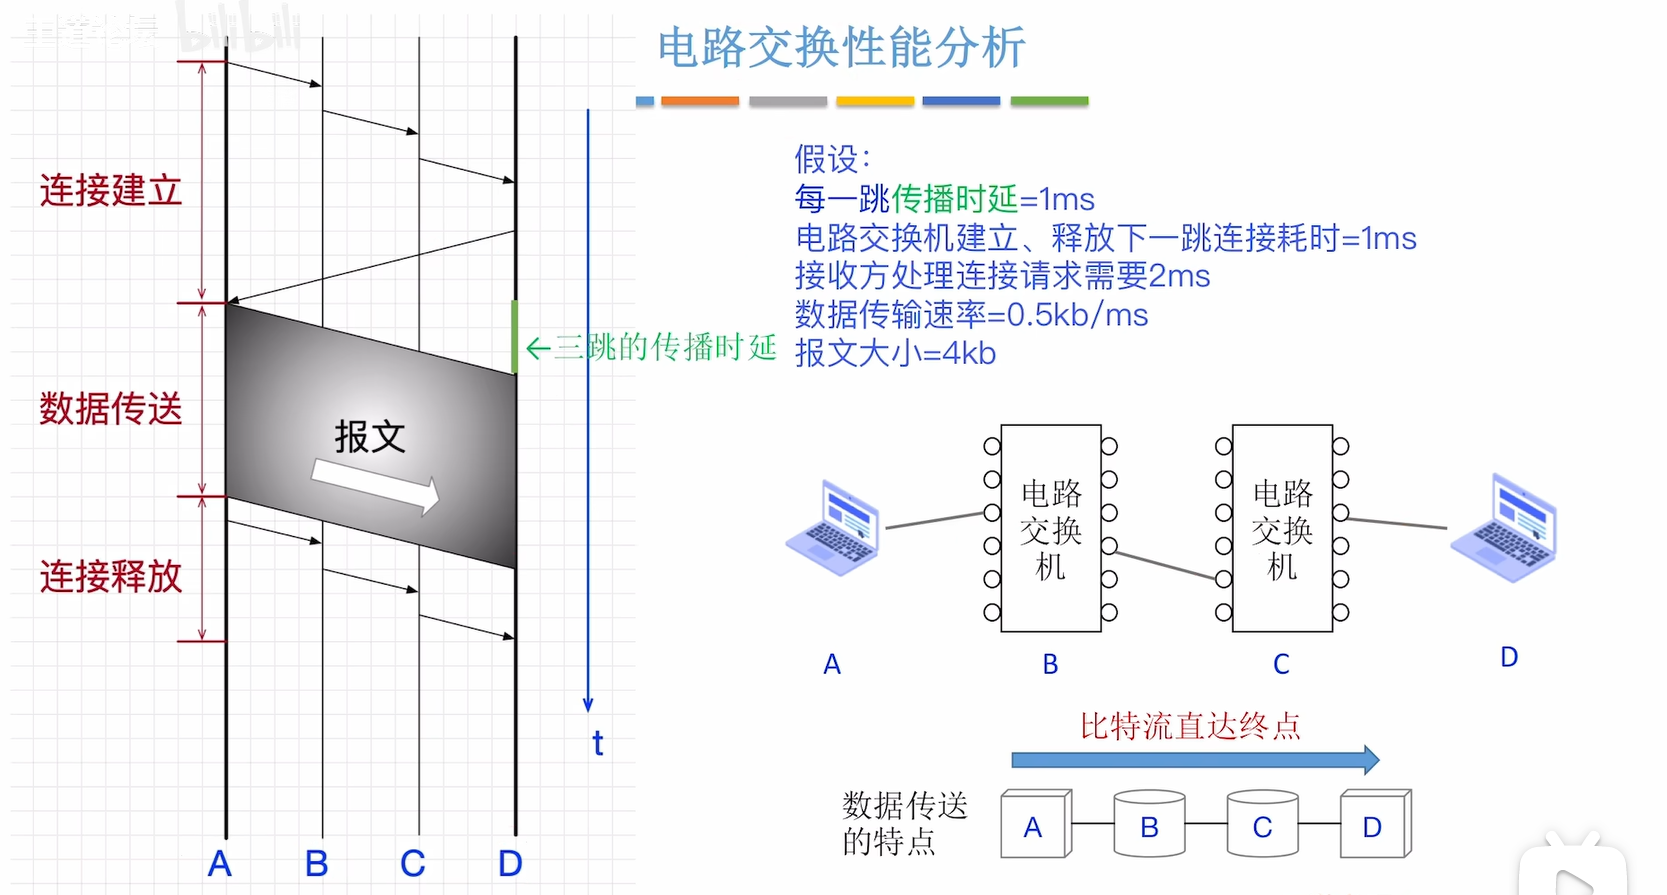 bilibili
电路交换性能分析
假设：
每一跳传播时延=1ms
电路交换机建立、释放下一跳连接耗时=1ms
接收方处理连接请求需要2ms
数据传输速率=0.5kb/ms
报文大小=4kb
连接建立
数据传送
连接释放
报文
←三跳的传播时延
t
A B C D
电路
交换
机
电路
交换
机
A B C D
比特流直达终点
数据传送
的特点
A B C D